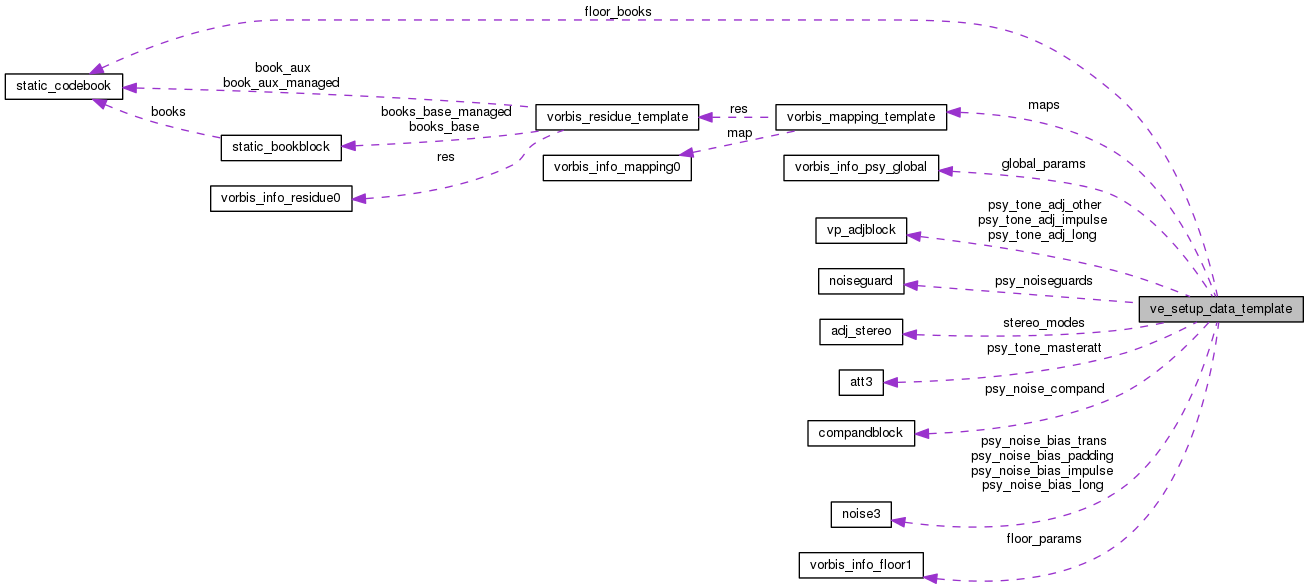 floor_books
static_codebook
book_aux
book_aux_managed
books
static_bookblock
vorbis_info_residue0
books_base_managed
books_base
res
vorbis_residue_template
vorbis_info_mapping0
res
map
vorbis_mapping_template
vorbis_info_psy_global
vp_adjblock
noiseguard
adj_stereo
att3
compandblock
noise3
vorbis_info_floor1
maps
global_params
psy_tone_adj_other
psy_tone_adj_impulse
psy_tone_adj_long
psy_noiseguards
stereo_modes
psy_tone_masteratt
psy_noise_compand
psy_noise_bias_trans
psy_noise_bias_padding
psy_noise_bias_impulse
psy_noise_bias_long
floor_params
ve_setup_data_template